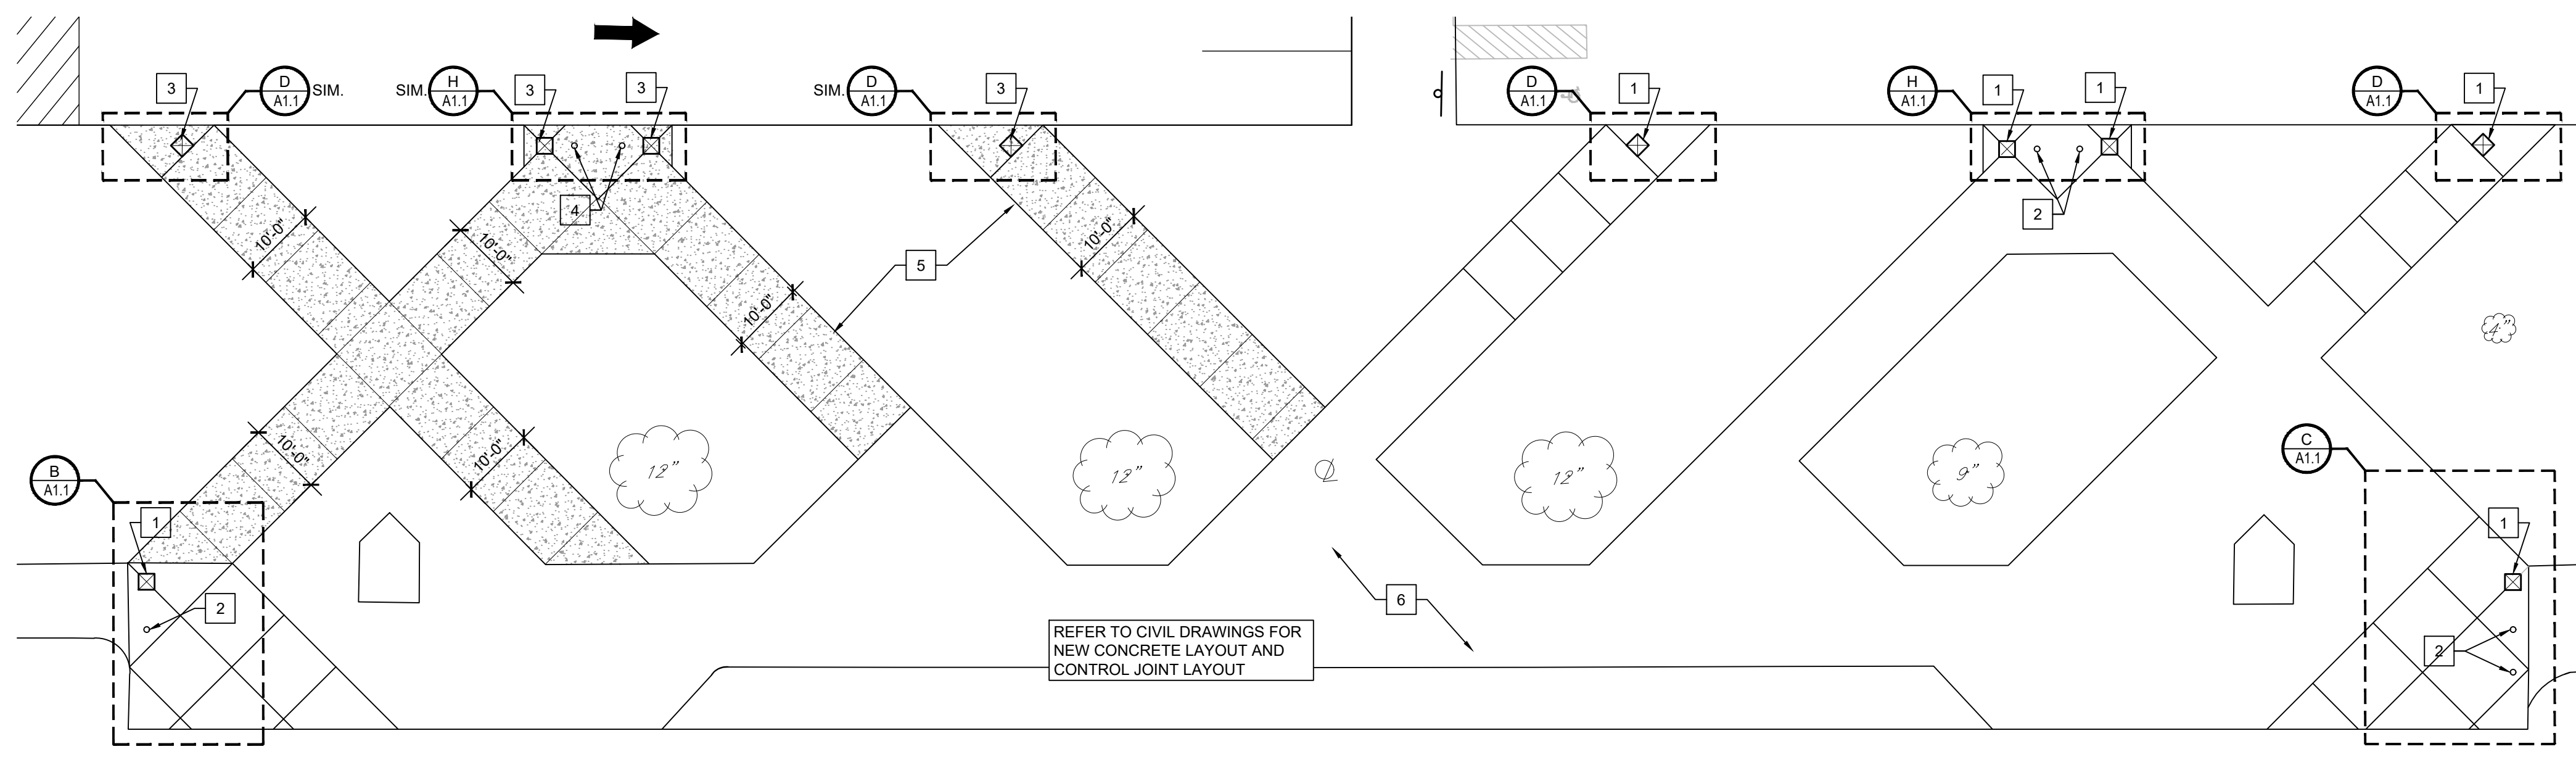 3
D
A1.1
SIM.
SIM.
H
A1.1
3
3
SIM.
D
A1.1
3
D
A1.1
1
H
A1.1
1
1
D
A1.1
1
4
2
10'-0"
10'-0"
10'-0"
10'-0"
5
4"
10'-0"
10'-0"
12"
12"
12"
9"
B
A1.1
C
A1.1
1
1
2
6
2
REFER TO CIVIL DRAWINGS FOR
NEW CONCRETE LAYOUT AND
CONTROL JOINT LAYOUT